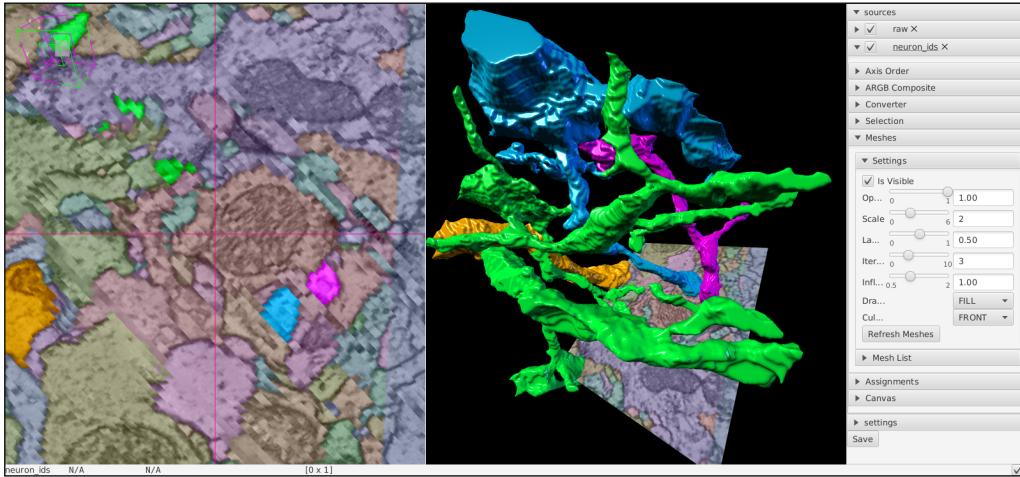 sources
raw ×
neuron_ids ×
Axis Order
ARGB Composite
Converter
Selection
Meshes
Settings
Is Visible
Op... 0 1 1.00
Scale 0 6 2
La... 0 1 0.50
Iter... 0 10 3
Infl... 0.5 2 1.00
Dra... FILL
Cul... FRONT
Refresh Meshes
Mesh List
Assignments
Canvas
settings
Save
neuron_ids N/A N/A [0 x 1]